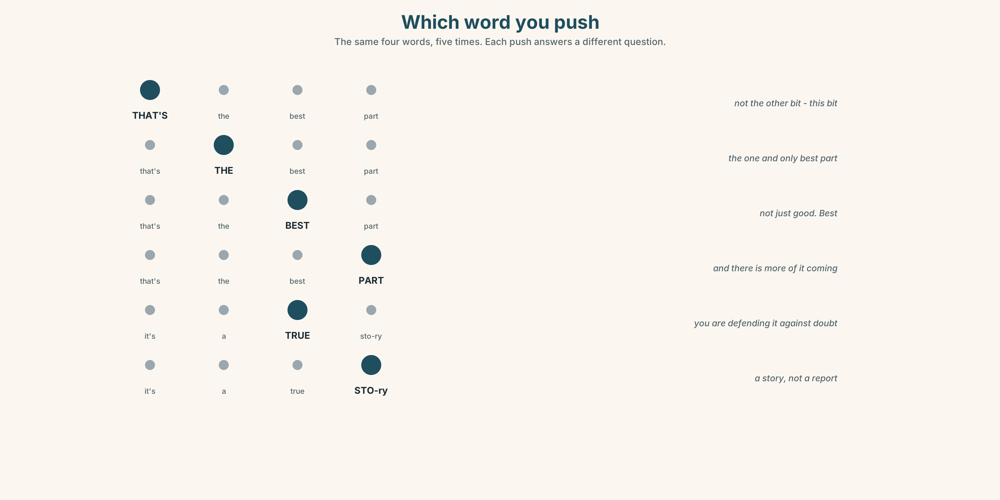 Which word you push
The same four words, five times. Each push answers a different question.
not the other bit - this bit
THAT'S the best part
the one and only best part
that's THE best part
not just good. Best
that's the BEST part
and there is more of it coming
that's the best PART
you are defending it against doubt
it's a TRUE sto-ry
a story, not a report
it's a true STO-ry